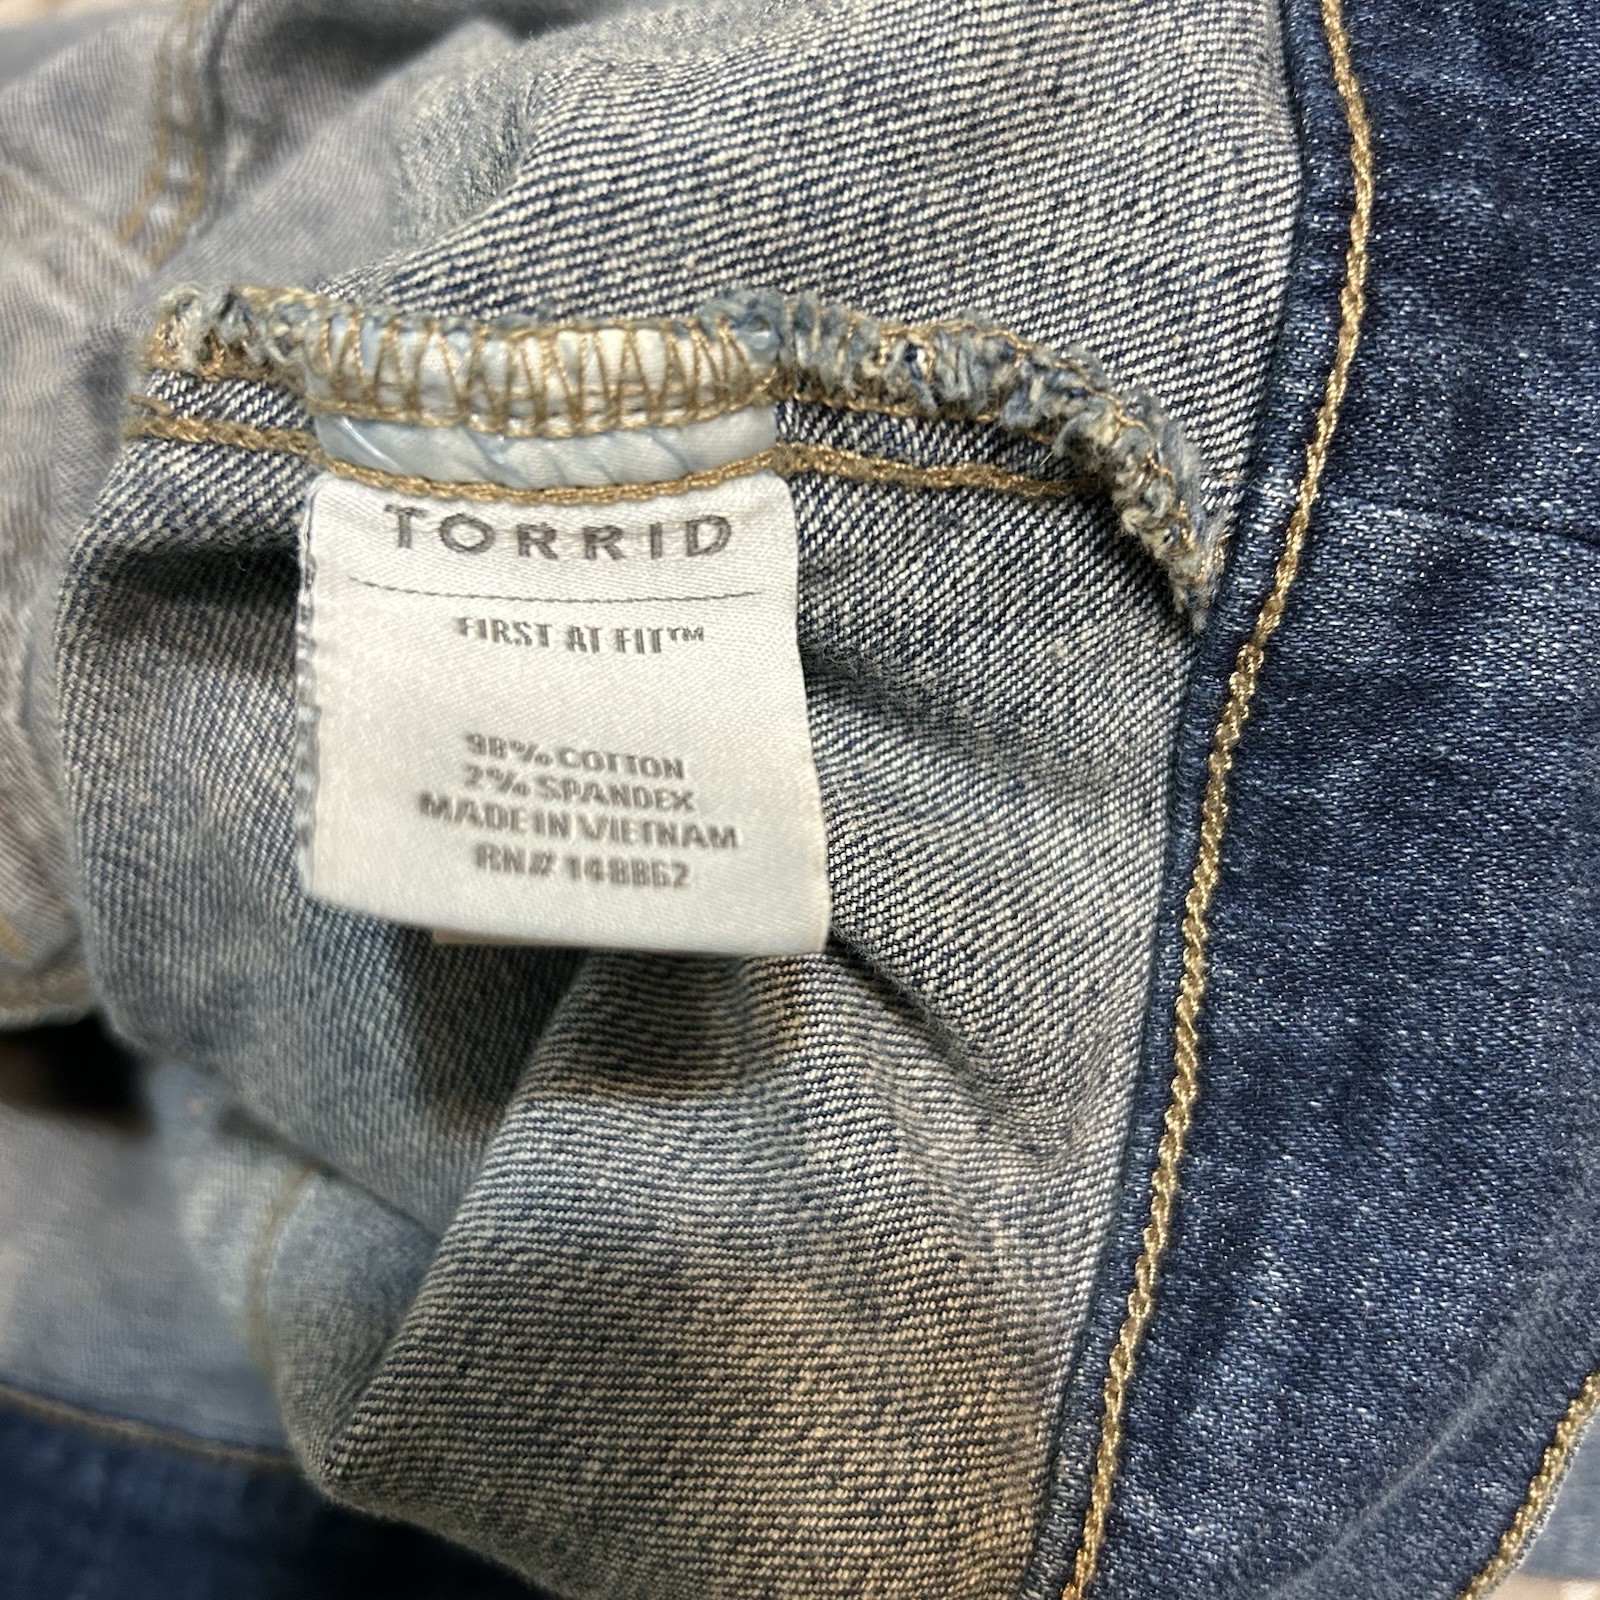 TORRID
FIRST AT FIT™
98% COTTON
2% SPANDEX
MADE IN VIETNAM
RN# 148862